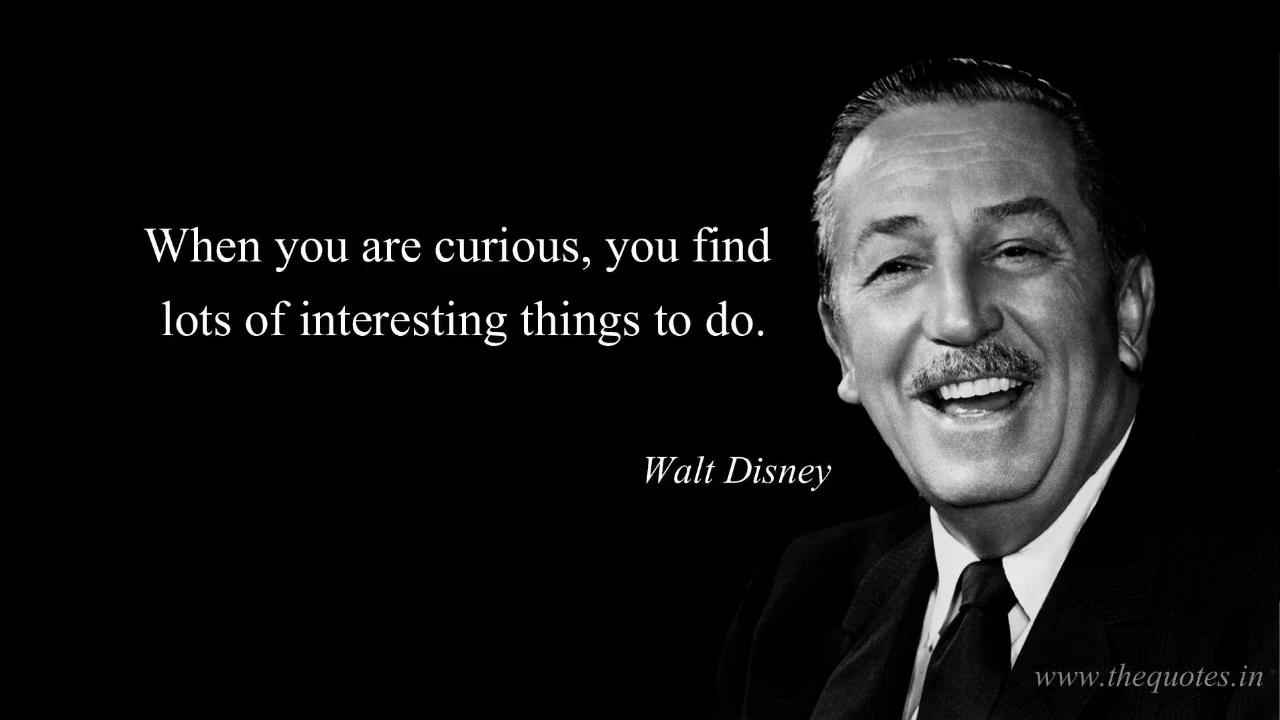 When you are curious, you find
lots of interesting things to do.
Walt Disney
www.thequotes.in